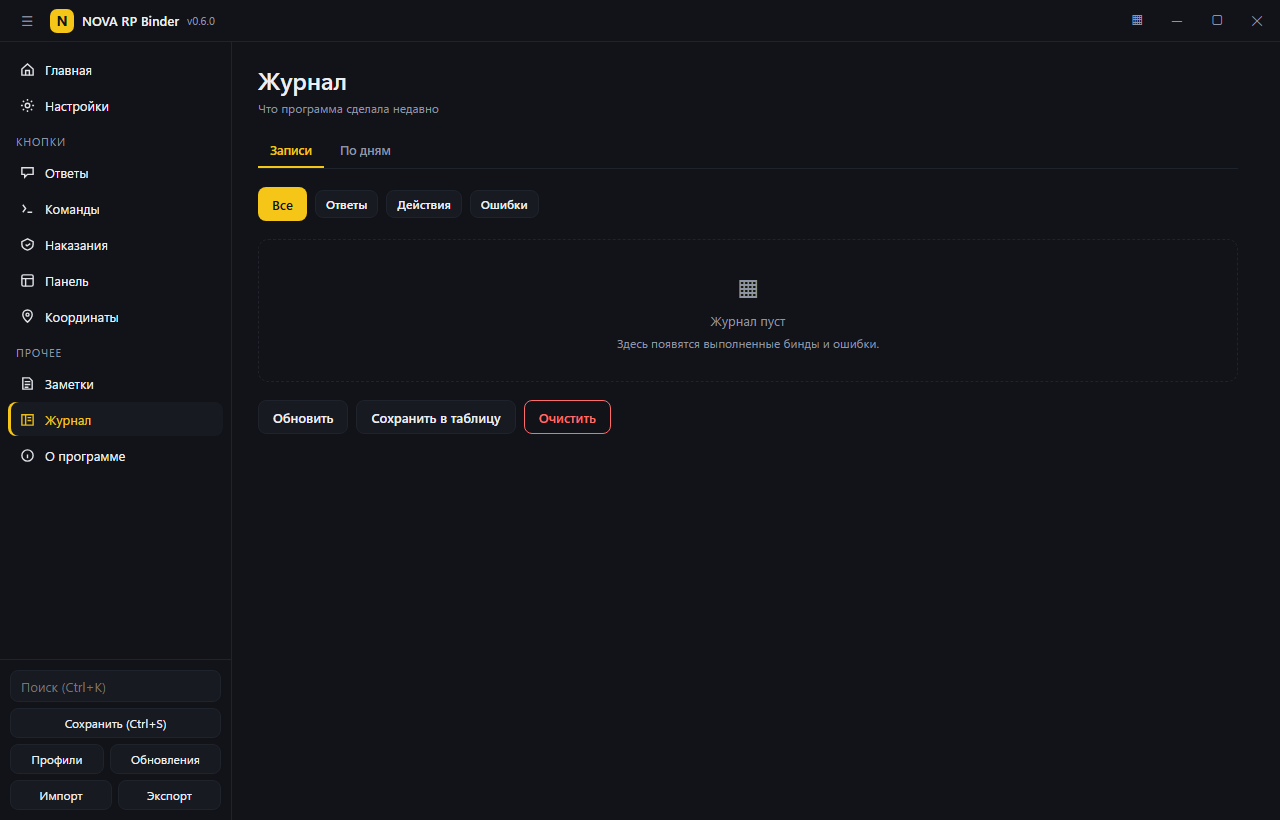 N NOVA RP Binder v0.6.0
Главная
Настройки
КНОПКИ
Ответы
Команды
Наказания
Панель
Координаты
ПРОЧЕЕ
Заметки
Журнал
О программе
Поиск (Ctrl+K)
Сохранить (Ctrl+S)
Профили Обновления
Импорт Экспорт
Журнал
Что программа сделала недавно
Записи По дням
Все Ответы Действия Ошибки
Журнал пуст
Здесь появятся выполненные бинды и ошибки.
Обновить Сохранить в таблицу Очистить